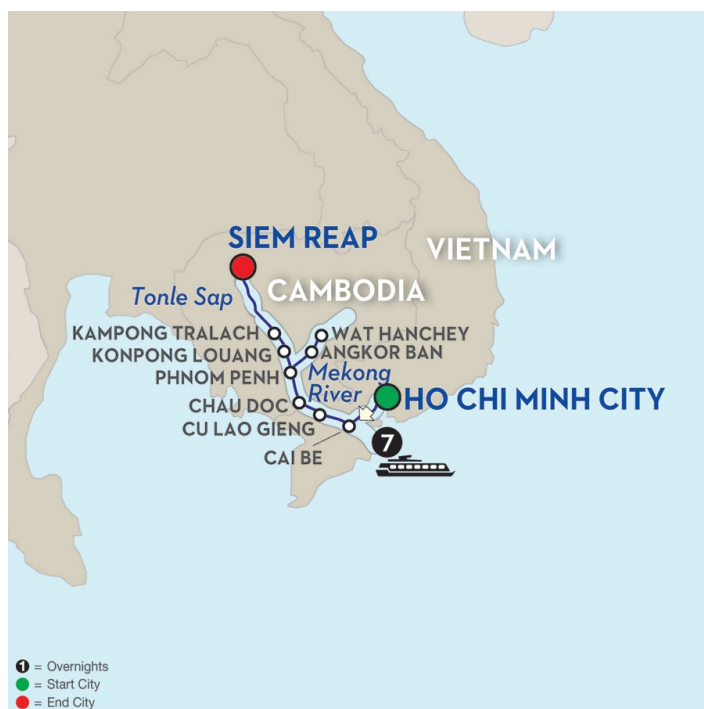 SIEM REAP
VIETNAM
Tonle Sap
CAMBODIA
KAMPONG TRALACH
WAT HANCHEY
KONPONG LOUANG
ANGKOR BAN
PHNOM PENH
Mekong
River
CHAU DOC
HO CHI MINH CITY
CU LAO GIENG
CAI BE
7
1 = Overnights
= Start City
= End City